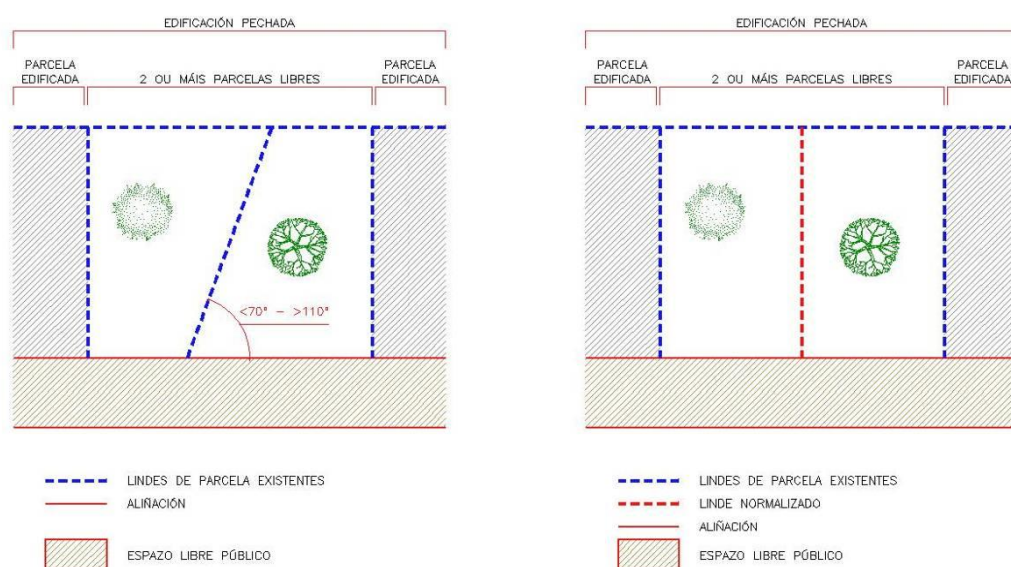 EDIFICACIÓN PECHADA
PARCELA
EDIFICADA
2 OU MÁIS PARCELAS LIBRES
PARCELA
EDIFICADA
<70° - >110°
LINDES DE PARCELA EXISTENTES
ALIÑACIÓN
ESPAZO LIBRE PÚBLICO
EDIFICACIÓN PECHADA
PARCELA
EDIFICADA
2 OU MÁIS PARCELAS LIBRES
PARCELA
EDIFICADA
LINDES DE PARCELA EXISTENTES
LINDE NORMALIZADO
ALIÑACIÓN
ESPAZO LIBRE PÚBLICO